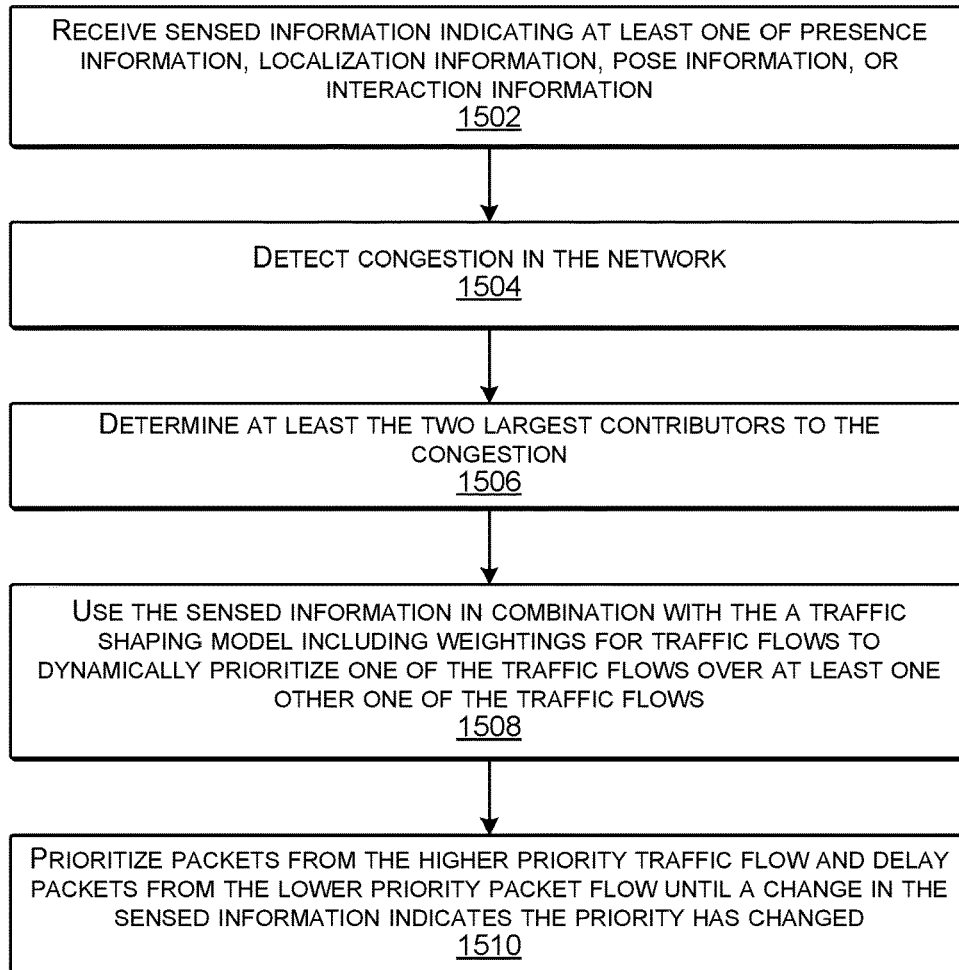 RECEIVE SENSED INFORMATION INDICATING AT LEAST ONE OF PRESENCE
INFORMATION, LOCALIZATION INFORMATION, POSE INFORMATION, OR
INTERACTION INFORMATION
1502
DETECT CONGESTION IN THE NETWORK
1504
DETERMINE AT LEAST THE TWO LARGEST CONTRIBUTORS TO THE
CONGESTION
1506
USE THE SENSED INFORMATION IN COMBINATION WITH THE A TRAFFIC
SHAPING MODEL INCLUDING WEIGHTINGS FOR TRAFFIC FLOWS TO
DYNAMICALLY PRIORITIZE ONE OF THE TRAFFIC FLOWS OVER AT LEAST ONE
OTHER ONE OF THE TRAFFIC FLOWS
1508
PRIORITIZE PACKETS FROM THE HIGHER PRIORITY TRAFFIC FLOW AND DELAY
PACKETS FROM THE LOWER PRIORITY PACKET FLOW UNTIL A CHANGE IN THE
SENSED INFORMATION INDICATES THE PRIORITY HAS CHANGED
1510